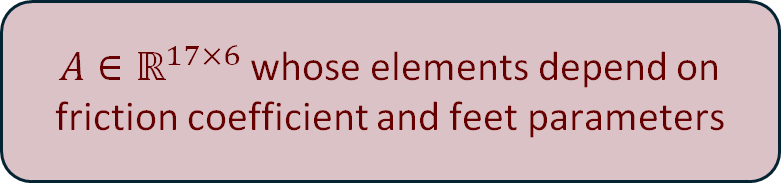 A ∈ ℝ^{17×6} whose elements depend on
friction coefficient and feet parameters